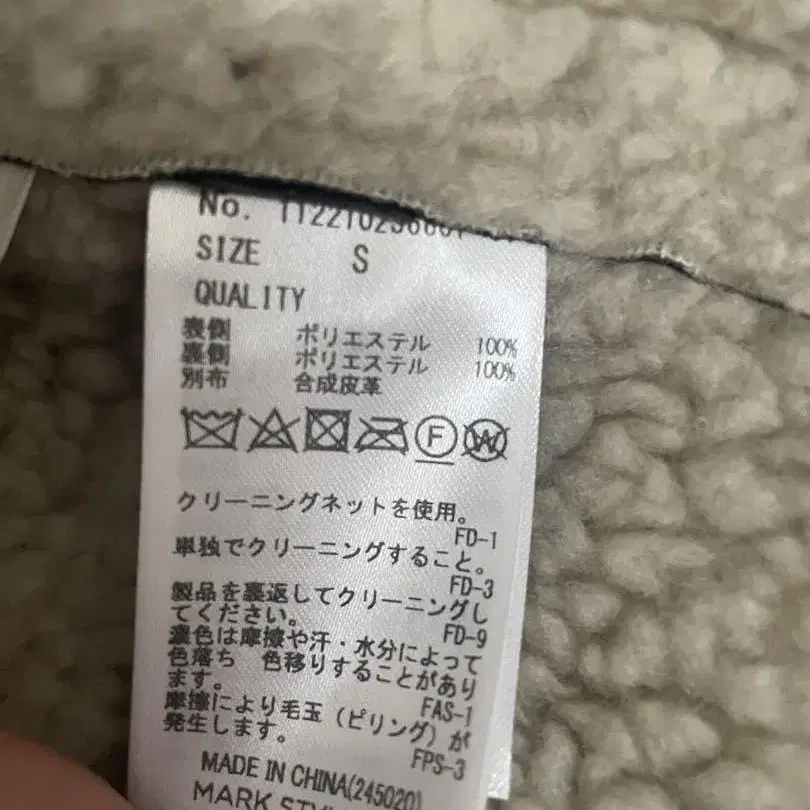 No.
SIZE S
QUALITY
表側 ポリエステル 100%
裏側 ポリエステル 100%
別布 合成皮革
F W
クリーニングネットを使用。
FD-1
単独でクリーニングすること。
FD-3
製品を裏返してクリーニングし
てください。
FD-9
濃色は摩擦や汗・水分によって
色落ち 色移りすることがあり
ます。
FAS-1
摩擦により毛玉(ピリング)が
発生します。
FPS-3
MADE IN CHINA(245020)
MARK